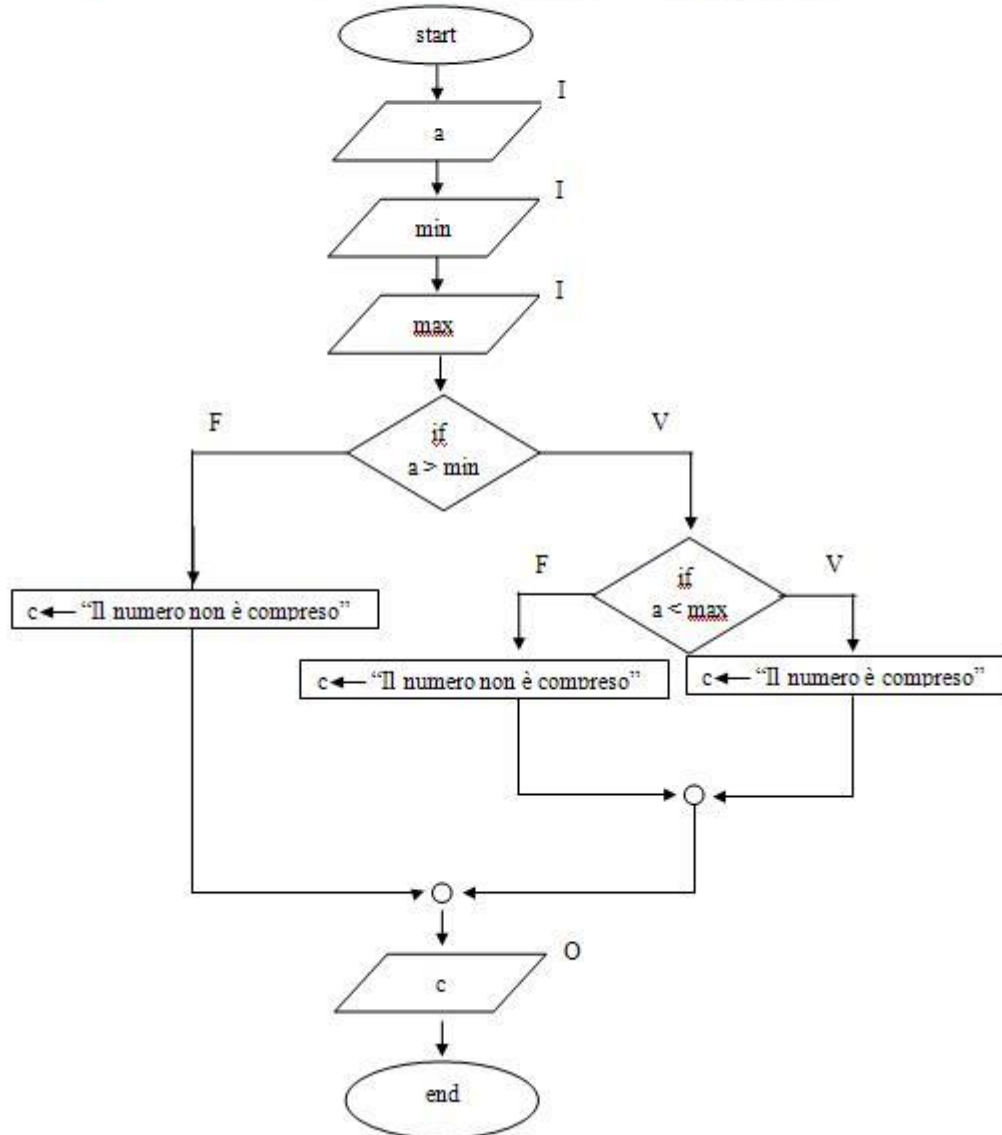 start
I
a
I
min
I
max
F
V
if
a > min
F
V
if
a < max
c← “Il numero non è compreso”
c← “Il numero non è compreso”
c← “Il numero è compreso”
O
c
end